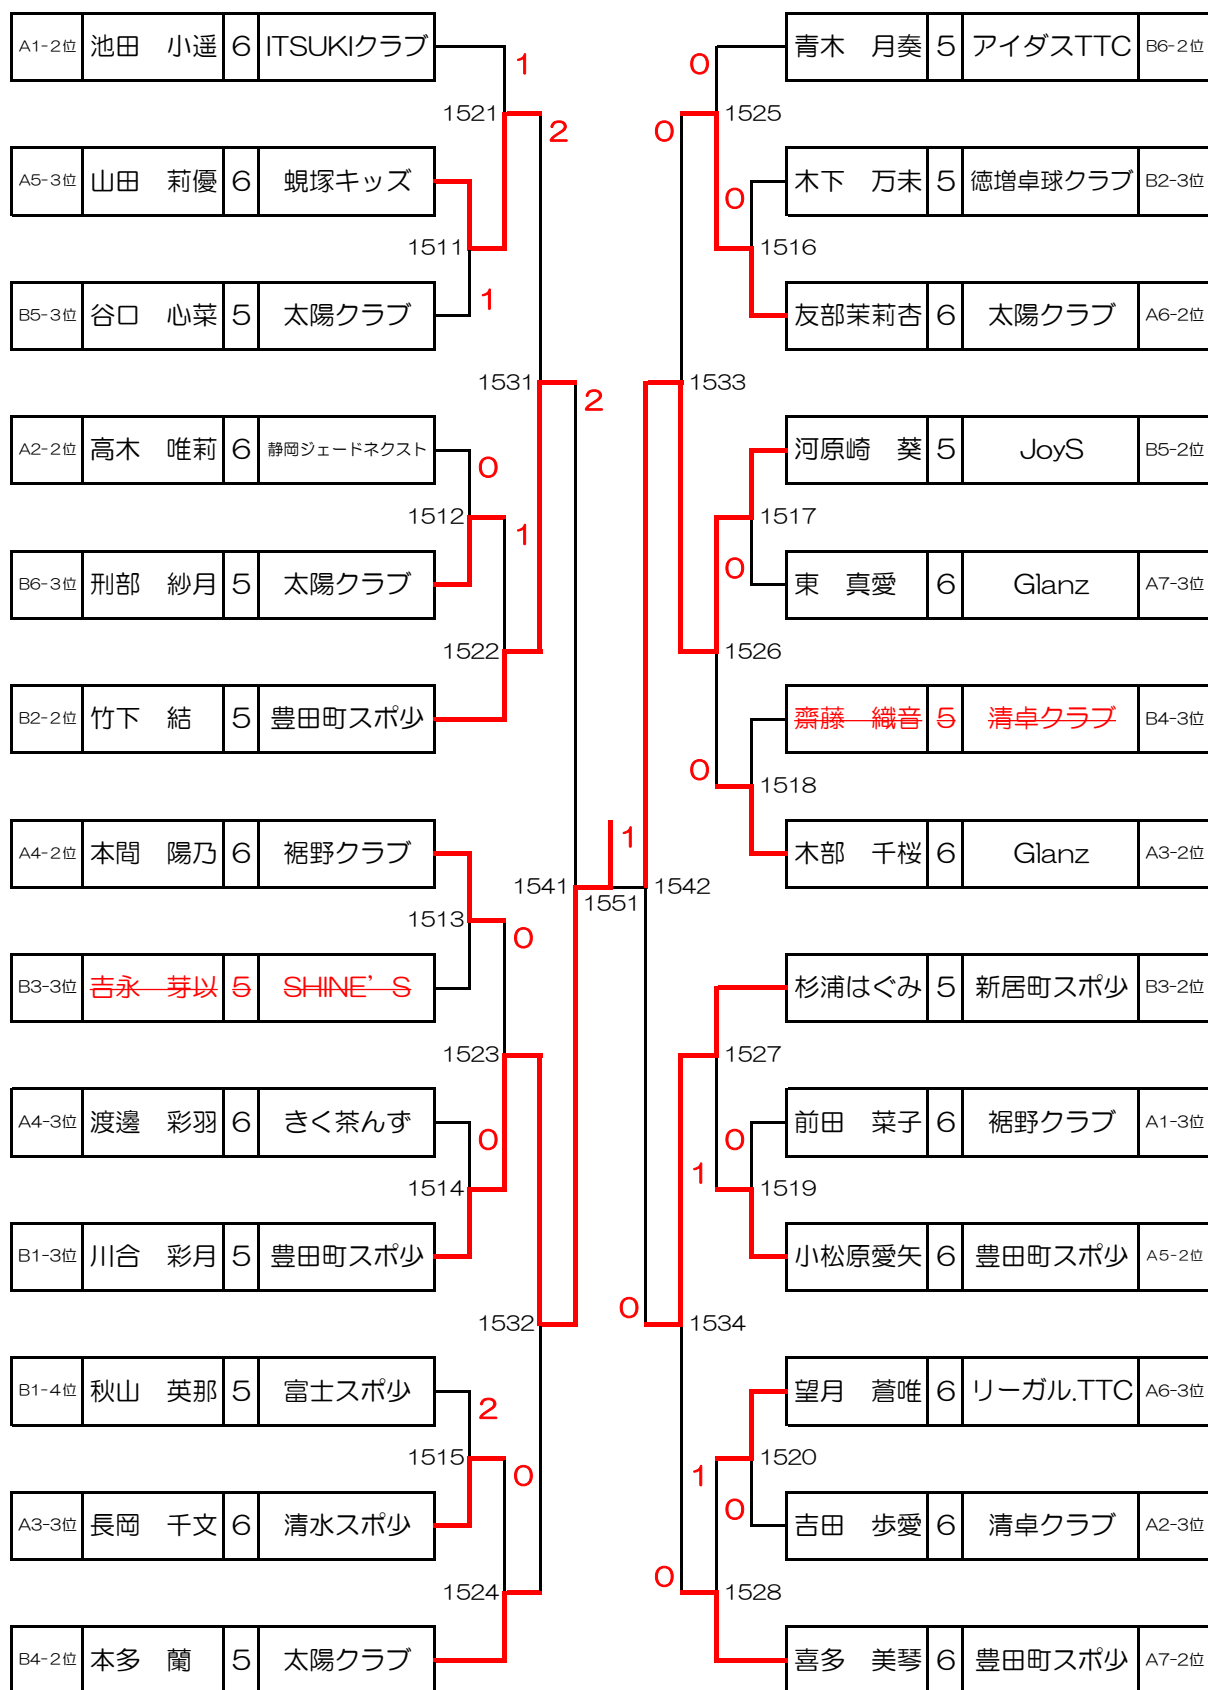 A1-2位 池田　小遥 6 ITSUKIクラブ
1
1521
2
A5-3位 山田　莉優 6 蜆塚キッズ
1511
1
B5-3位 谷口　心菜 5 太陽クラブ
1531
2
A2-2位 高木　唯莉 6 静岡ジェードネクスト
0
1512
1
B6-3位 刑部　紗月 5 太陽クラブ
1522
B2-2位 竹下　結 5 豊田町スポ少
A4-2位 本間　陽乃 6 裾野クラブ
1541
1513
0
B3-3位 吉永　芽以 5 SHINE’S
1523
A4-3位 渡邊　彩羽 6 きく茶んず
0
1514
B1-3位 川合　彩月 5 豊田町スポ少
1532
B1-4位 秋山　英那 5 富士スポ少
2
1515
0
A3-3位 長岡　千文 6 清水スポ少
1524
B4-2位 本多　蘭 5 太陽クラブ
1
1551
青木　月奏 5 アイダスTTC B6-2位
0
1525
0
木下　万未 5 徳増卓球クラブ B2-3位
0
1516
友部茉莉杏 6 太陽クラブ A6-2位
1533
河原崎　葵 5 JoyS B5-2位
1517
0
東　真愛 6 Glanz A7-3位
1526
齋藤　織音 5 清卓クラブ B4-3位
0
1518
木部　千桜 6 Glanz A3-2位
1542
杉浦はぐみ 5 新居町スポ少 B3-2位
1527
前田　菜子 6 裾野クラブ A1-3位
0
1
1519
小松原愛矢 6 豊田町スポ少 A5-2位
0
1534
望月　蒼唯 6 リーガル.TTC A6-3位
1520
1
0
吉田　歩愛 6 清卓クラブ A2-3位
0
1528
喜多　美琴 6 豊田町スポ少 A7-2位